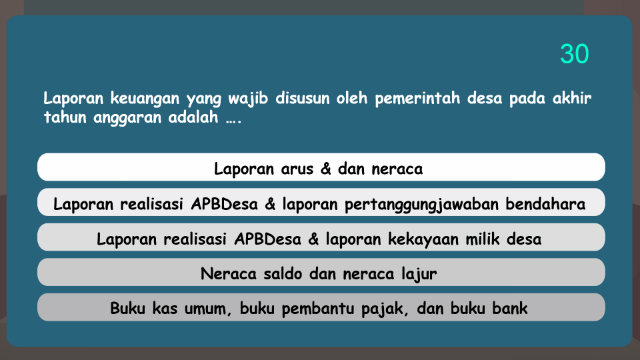 30
Laporan keuangan yang wajib disusun oleh pemerintah desa pada akhir
tahun anggaran adalah ....
Laporan arus & dan neraca
Laporan realisasi APBDesa & laporan pertanggungjawaban bendahara
Laporan realisasi APBDesa & laporan kekayaan milik desa
Neraca saldo dan neraca lajur
Buku kas umum, buku pembantu pajak, dan buku bank